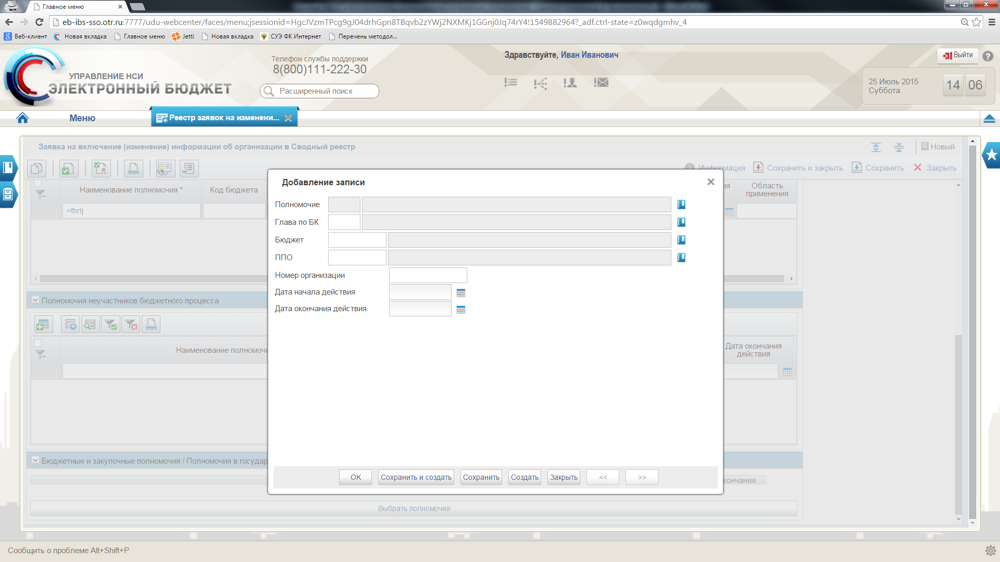 Главное меню
eb-ibs-sso.otr.ru:7777/udu-webcenter/faces/menu;jsessionid=HgcJVzmTPcg9gJ04drhGpn8TBqvb2zYWj2NXMKj1GGnj0Jq74rY4!1549882964?_adf.ctrl-state=z0wqdgmhv_4
Веб-клиент Новая вкладка Главное меню Jetti Новая вкладка СУЭ ФК Интернет Перечень методол...
Телефон службы поддержки
8(800)111-222-30
Здравствуйте, Иван Иванович
Выйти
УПРАВЛЕНИЕ НСИ
ЭЛЕКТРОННЫЙ БЮДЖЕТ
Расширенный поиск
25 Июль 2015
Суббота
14 06
Меню
Реестр заявок на изменени...
Заявка на включение (изменение) информации об организации в Сводный реестр
Новый
Информация Сохранить и закрыть Сохранить Закрыть
Наименование полномочия * Код бюджета
Область применения
=fhrtj
Добавление записи
Полномочие
Глава по БК
Бюджет
ППО
Номер организации
Дата начала действия
Дата окончания действия
Полномочия неучастников бюджетного процесса
Наименование полномочи
Дата окончания действия
Бюджетные и закупочные полномочия / Полномочия в государ
OK Сохранить и создать Сохранить Создать Закрыть << >>
кончания
Выбрать полномочия
Сообщить о проблеме Alt+Shift+P